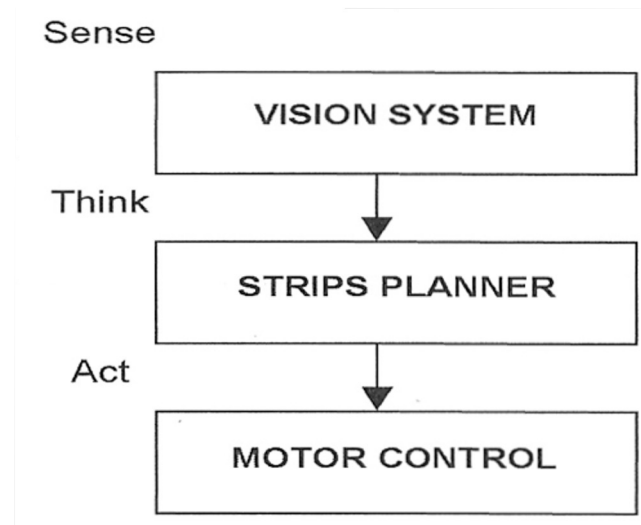 Sense
VISION SYSTEM
Think
STRIPS PLANNER
Act
MOTOR CONTROL